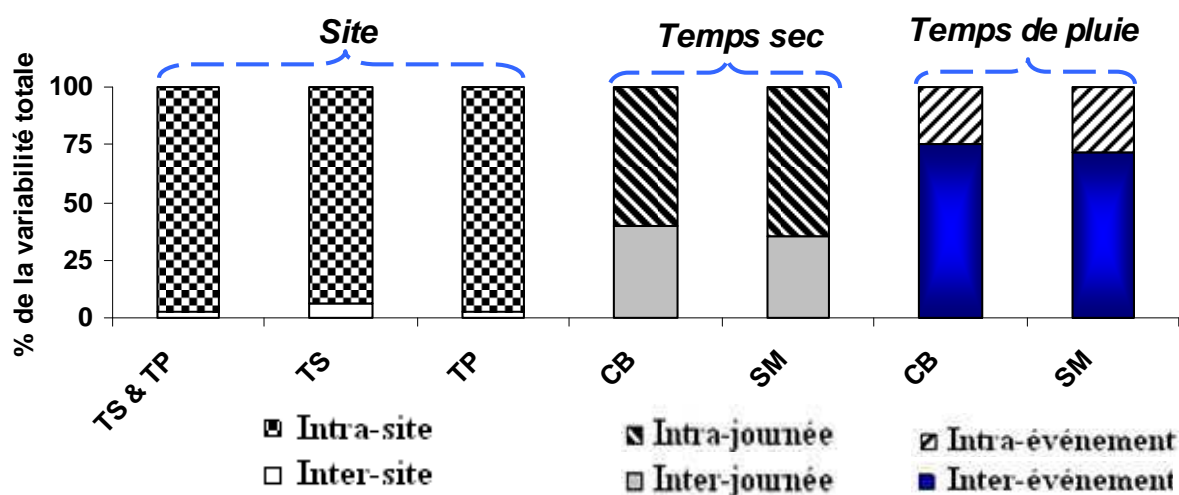 Site
Temps sec
Temps de pluie
% de la variabilité totale
100
75
50
25
0
TS & TP
TS
TP
CB
SM
CB
SM
Intra-site
Inter-site
Intra-journée
Inter-journée
Intra-événement
Inter-événement